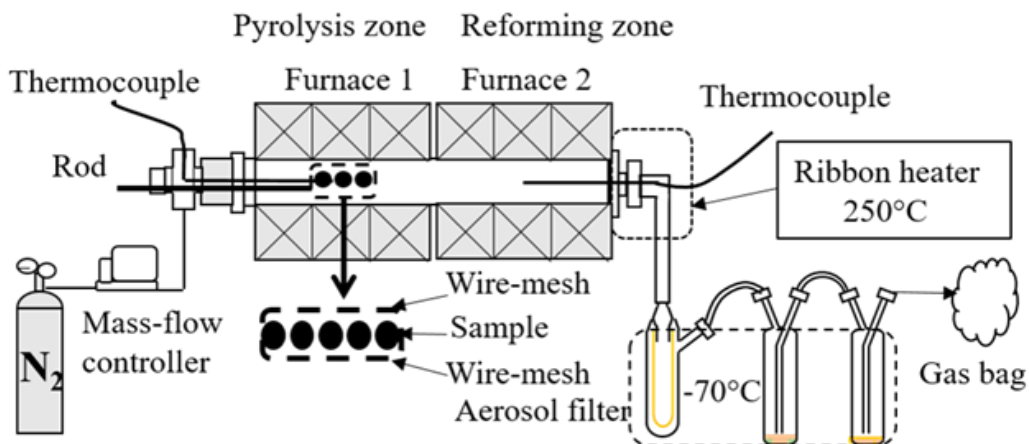 Pyrolysis zone
Reforming zone
Thermocouple
Furnace 1
Furnace 2
Thermocouple
Rod
Ribbon heater
250°C
Wire-mesh
Sample
Wire-mesh
Mass-flow
controller
N2
Aerosol filter
-70°C
Gas bag